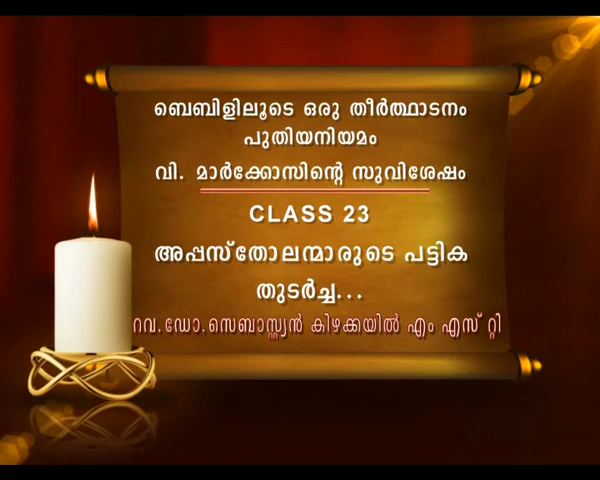 ബൈബിളിലൂടെ ഒരു തീർത്ഥാടനം
പുതിയനിയമം
വി. മാർക്കോസിന്റെ സുവിശേഷം
CLASS 23
അപ്പസ്തോലന്മാരുടെ പട്ടിക
തുടർച്ച...
റവ.ഡോ.സെബാസ്റ്റ്യൻ കിഴക്കയിൽ എം എസ് റ്റി